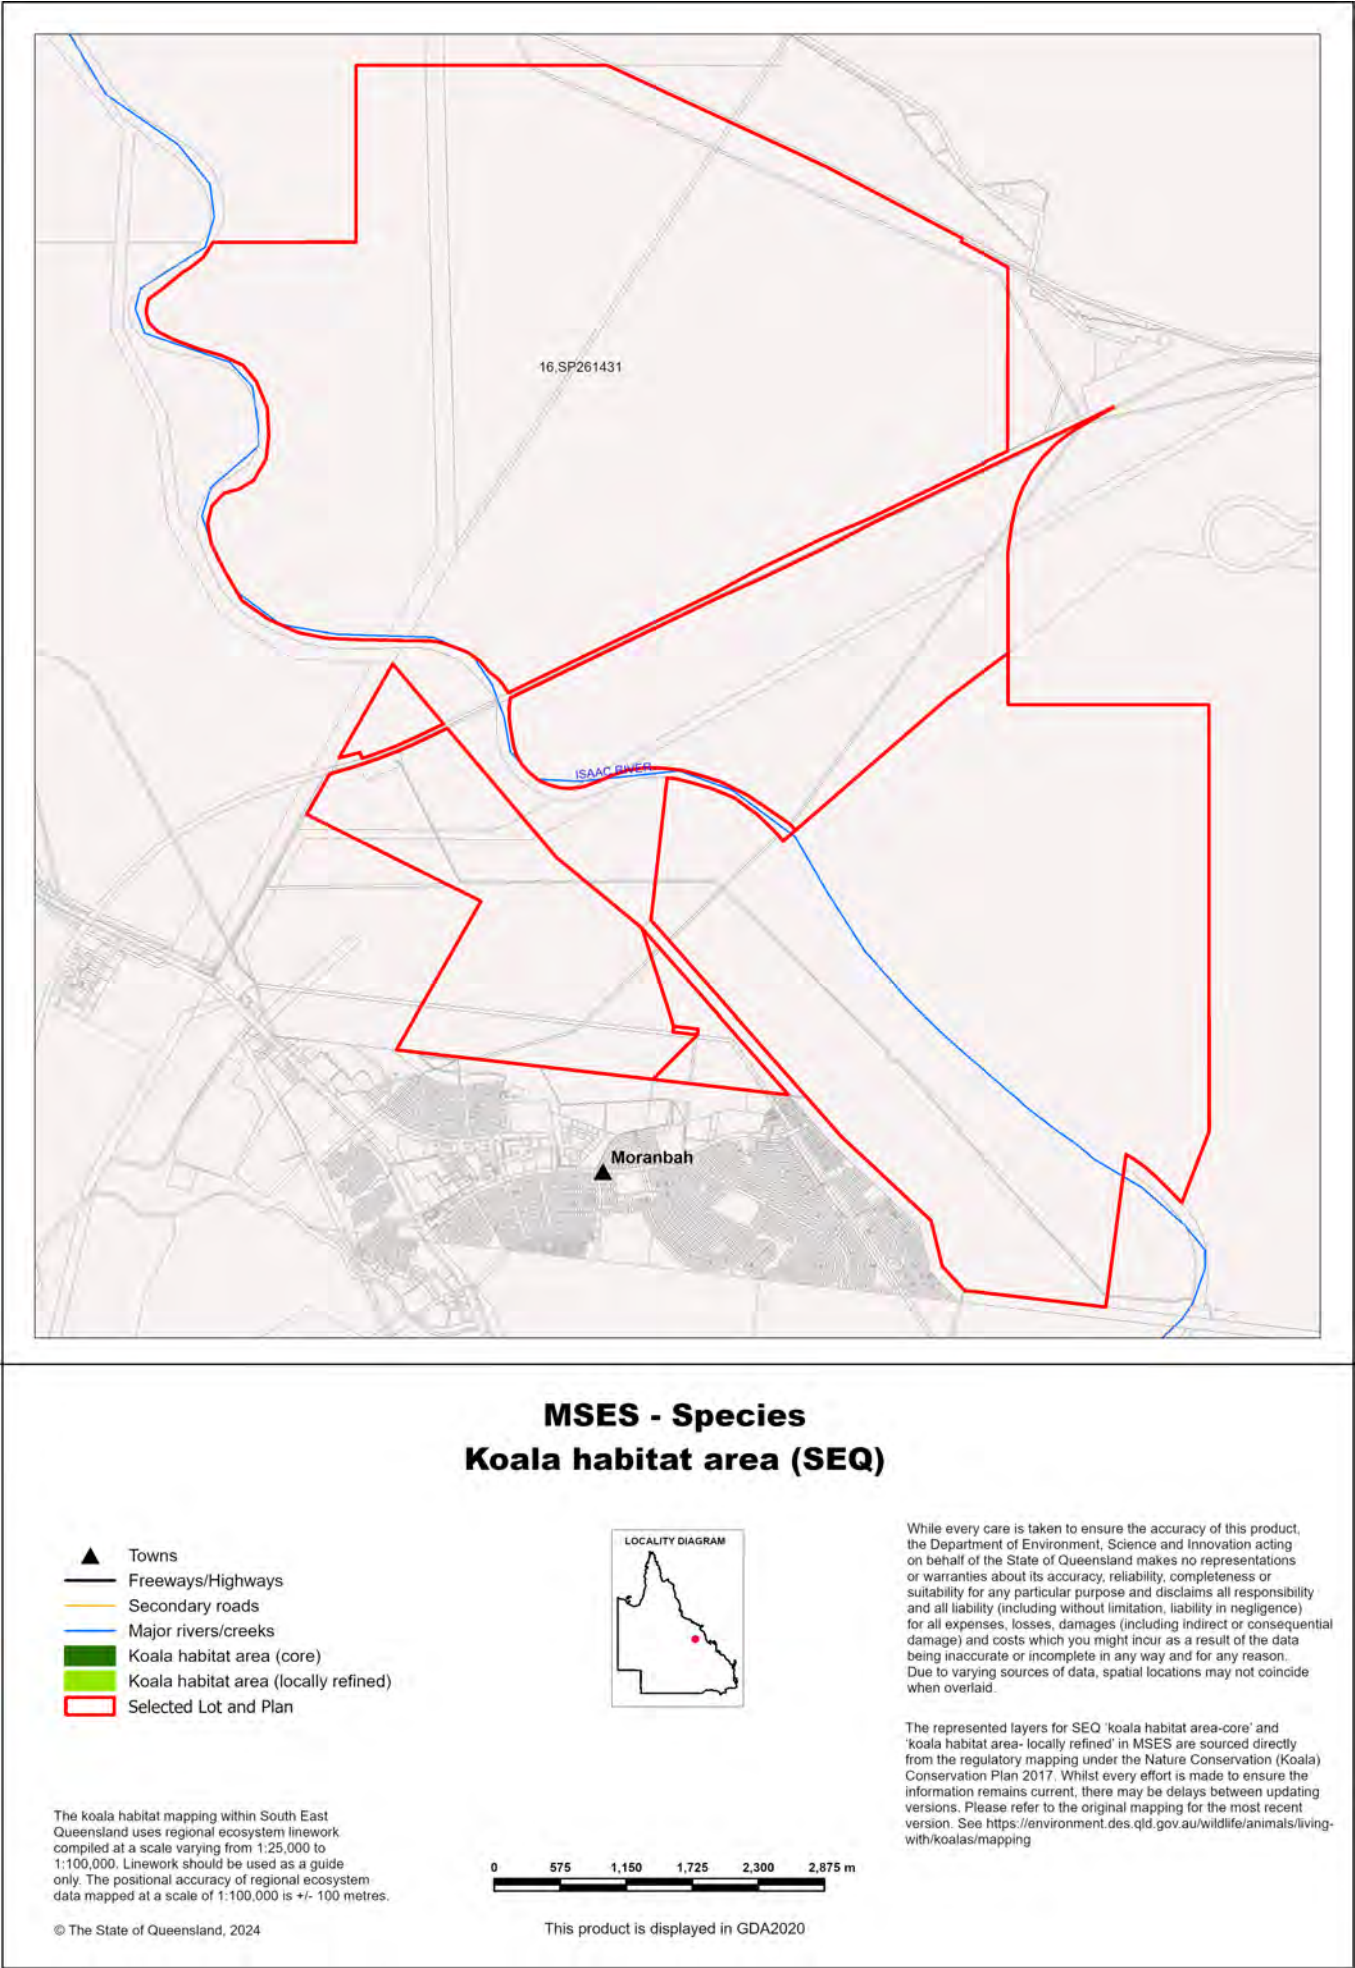 16,SP261431
ISAAC RIVER
Moranbah
MSES - Species
Koala habitat area (SEQ)
Towns
Freeways/Highways
Secondary roads
Major rivers/creeks
Koala habitat area (core)
Koala habitat area (locally refined)
Selected Lot and Plan
LOCALITY DIAGRAM
While every care is taken to ensure the accuracy of this product,
the Department of Environment, Science and Innovation acting
on behalf of the State of Queensland makes no representations
or warranties about its accuracy, reliability, completeness or
suitability for any particular purpose and disclaims all responsibility
and all liability (including without limitation, liability in negligence)
for all expenses, losses, damages (including indirect or consequential
damage) and costs which you might incur as a result of the data
being inaccurate or incomplete in any way and for any reason.
Due to varying sources of data, spatial locations may not coincide
when overlaid.
The represented layers for SEQ 'koala habitat area-core' and
'koala habitat area- locally refined' in MSES are sourced directly
from the regulatory mapping under the Nature Conservation (Koala)
Conservation Plan 2017. Whilst every effort is made to ensure the
information remains current, there may be delays between updating
versions. Please refer to the original mapping for the most recent
version. See https://environment.des.qld.gov.au/wildlife/animals/living-
with/koalas/mapping
The koala habitat mapping within South East
Queensland uses regional ecosystem linework
compiled at a scale varying from 1:25,000 to
1:100,000. Linework should be used as a guide
only. The positional accuracy of regional ecosystem
data mapped at a scale of 1:100,000 is +/- 100 metres.
© The State of Queensland, 2024
0 575 1,150 1,725 2,300 2,875 m
This product is displayed in GDA2020